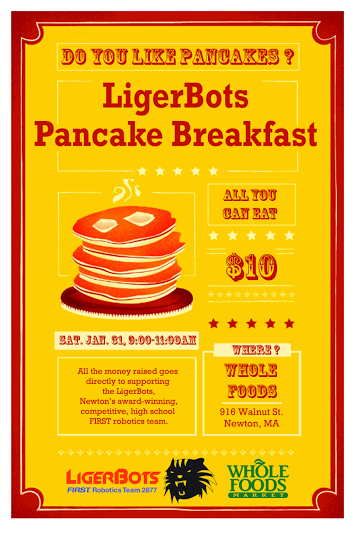 DO YOU LIKE PANCAKES ?
LigerBots
Pancake Breakfast
ALL YOU
CAN EAT
$10
SAT. JAN. 31, 9:00-11:00AM
All the money raised goes
directly to supporting
the LigerBots,
Newton's award-winning,
competitive, high school
FIRST robotics team.
WHERE ?
WHOLE
FOODS
916 Walnut St.
Newton, MA
LIGERBOTS
FIRST Robotics Team 2877
WHOLE
FOODS
MARKET